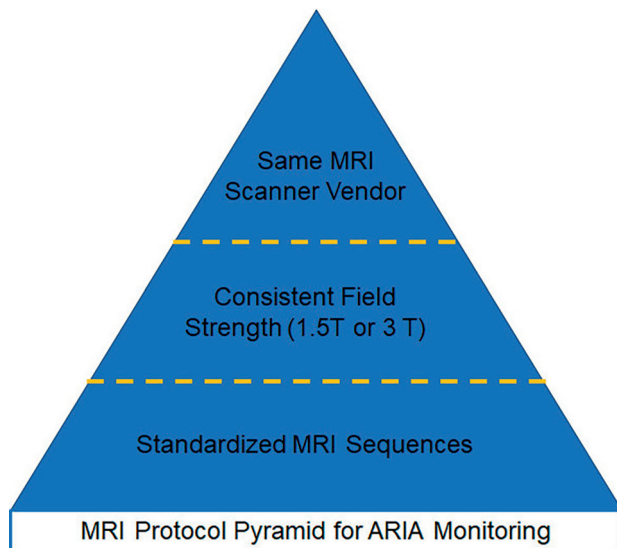 Same MRI
Scanner Vendor
Consistent Field
Strength (1.5T or 3 T)
Standardized MRI Sequences
MRI Protocol Pyramid for ARIA Monitoring